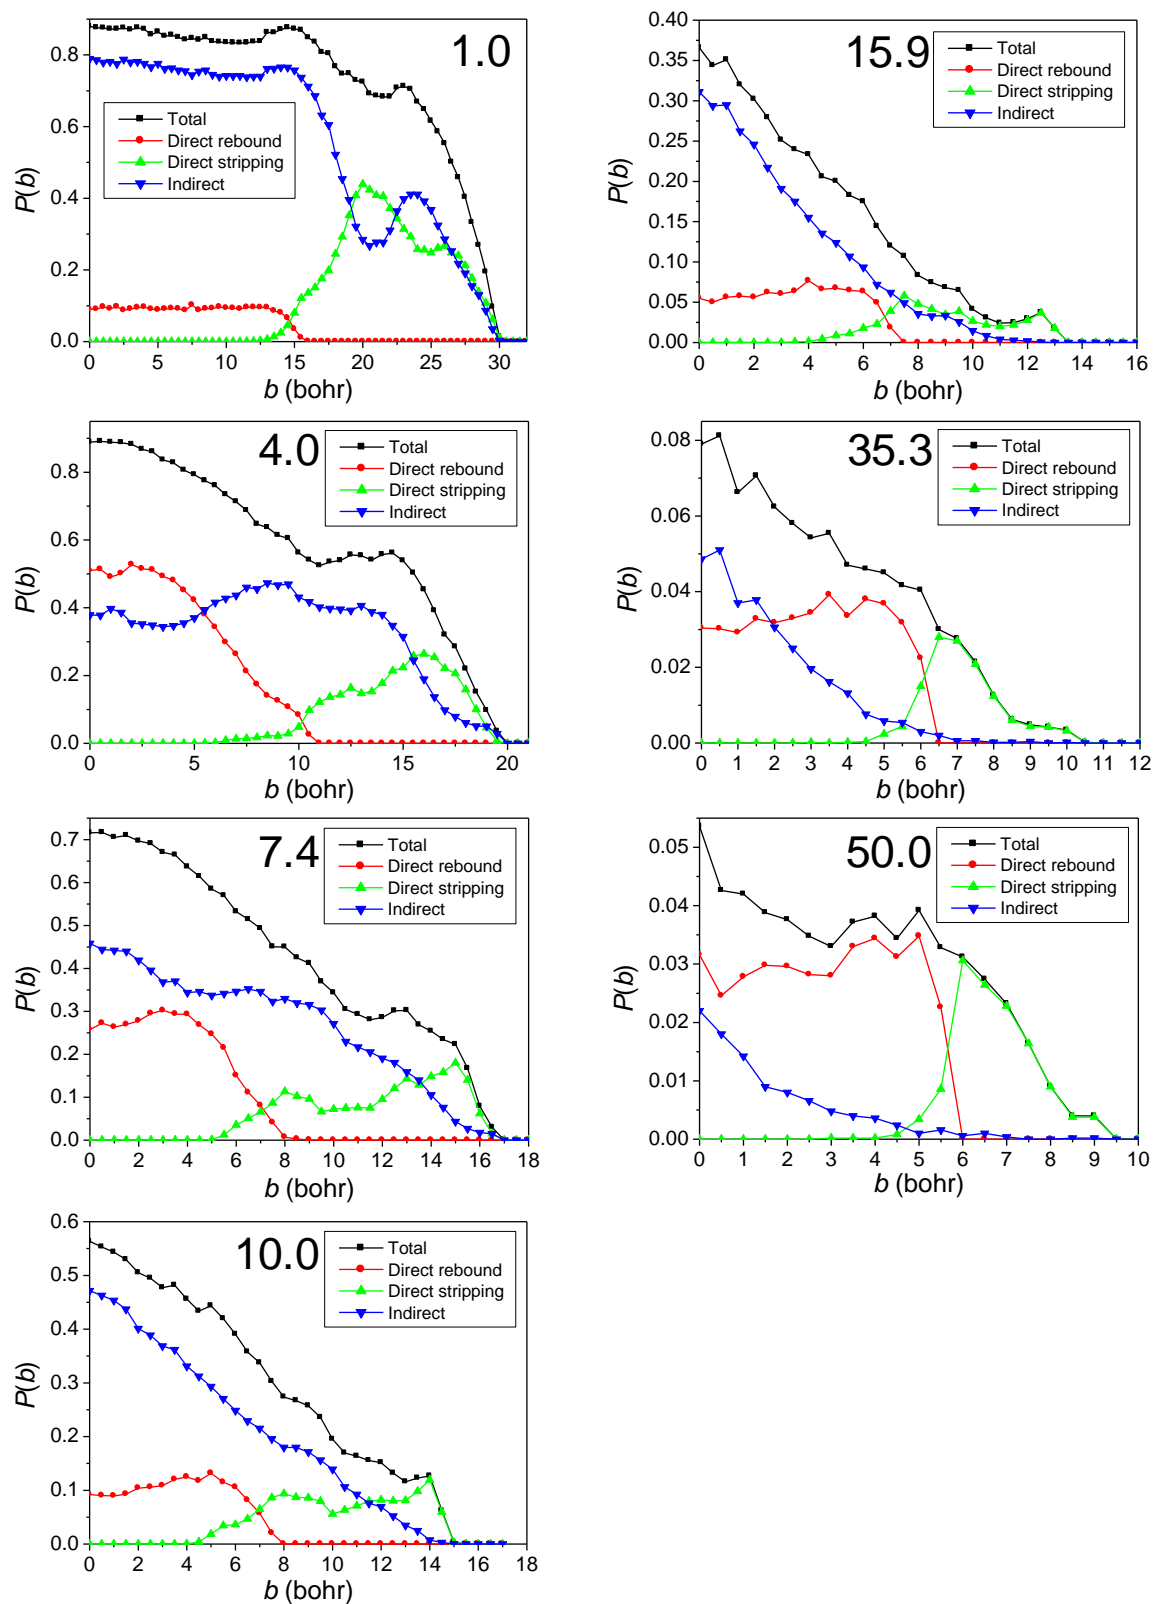 1.0
Total
Direct rebound
Direct stripping
Indirect
P(b)
0.8
0.6
0.4
0.2
0.0
0 5 10 15 20 25 30
b (bohr)
15.9
Total
Direct rebound
Direct stripping
Indirect
P(b)
0.40
0.35
0.30
0.25
0.20
0.15
0.10
0.05
0.00
0 2 4 6 8 10 12 14 16
b (bohr)
4.0
Total
Direct rebound
Direct stripping
Indirect
P(b)
0.8
0.6
0.4
0.2
0.0
0 5 10 15 20
b (bohr)
35.3
Total
Direct rebound
Direct stripping
Indirect
P(b)
0.08
0.06
0.04
0.02
0.00
0 1 2 3 4 5 6 7 8 9 10 11 12
b (bohr)
7.4
Total
Direct rebound
Direct stripping
Indirect
P(b)
0.7
0.6
0.5
0.4
0.3
0.2
0.1
0.0
0 2 4 6 8 10 12 14 16 18
b (bohr)
50.0
Total
Direct rebound
Direct stripping
Indirect
P(b)
0.05
0.04
0.03
0.02
0.01
0.00
0 1 2 3 4 5 6 7 8 9 10
b (bohr)
10.0
Total
Direct rebound
Direct stripping
Indirect
P(b)
0.6
0.5
0.4
0.3
0.2
0.1
0.0
0 2 4 6 8 10 12 14 16 18
b (bohr)